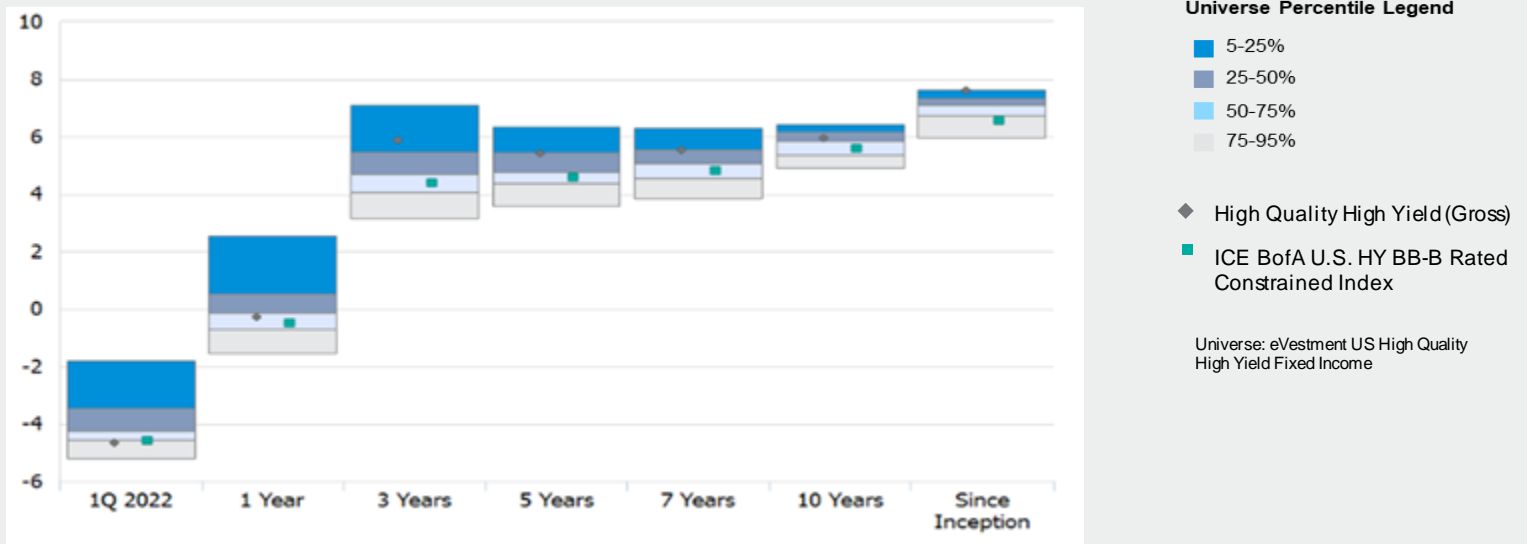 10
8
6
4
2
0
-2
-4
-6
1Q 2022
1 Year
3 Years
5 Years
7 Years
10 Years
Since
Inception
Universe Percentile Legend
5-25%
25-50%
50-75%
75-95%
High Quality High Yield (Gross)
ICE BofA U.S. HY BB-B Rated
Constrained Index
Universe: eVestment US High Quality
High Yield Fixed Income